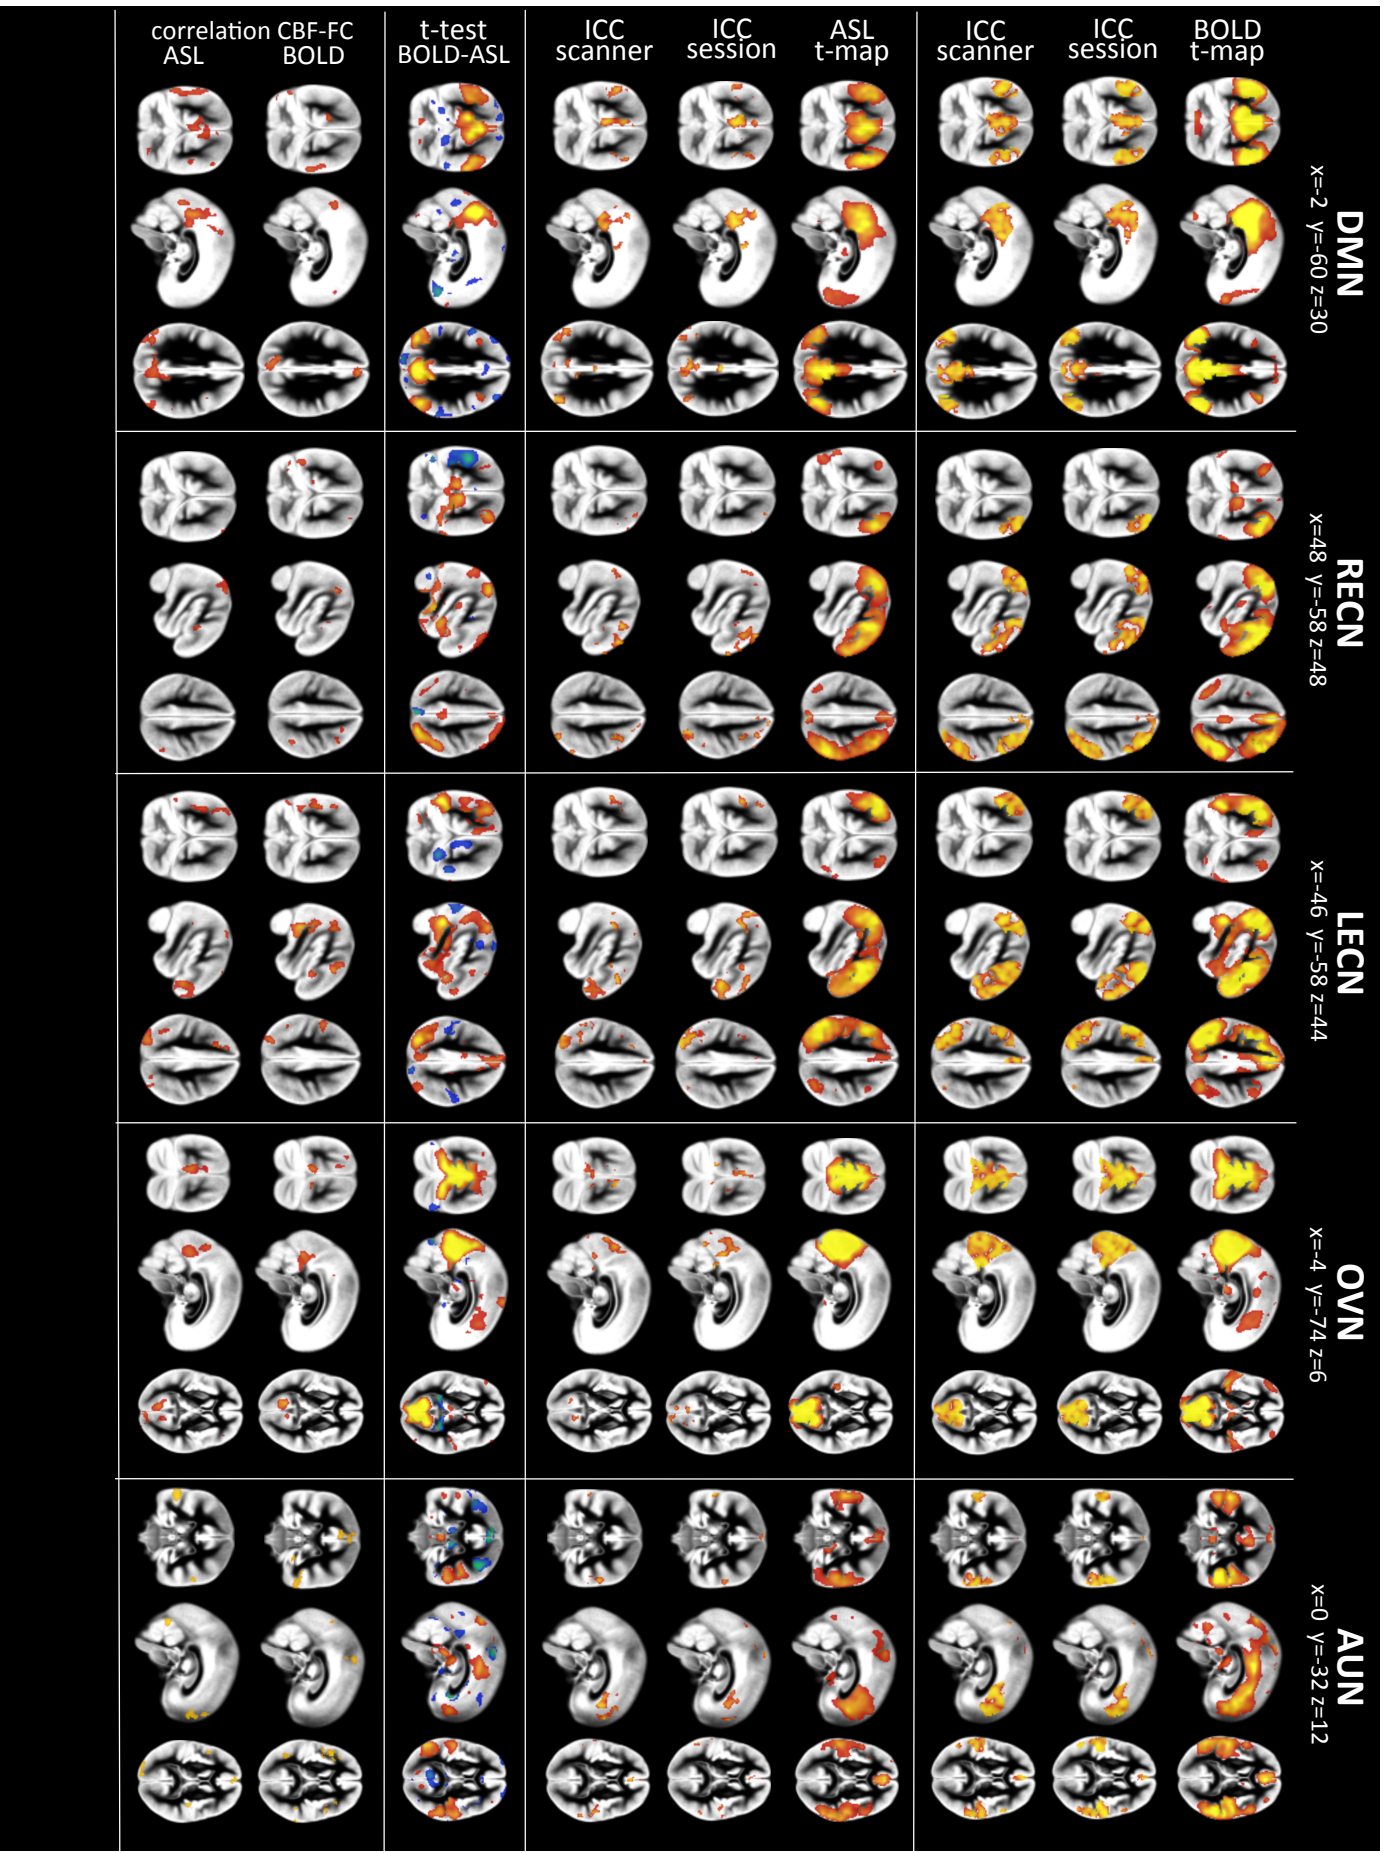 correlation CBF-FC
ASL BOLD
t-test
BOLD-ASL
ICC
scanner
ICC
session
ASL
t-map
ICC
scanner
ICC
session
BOLD
t-map
DMN
x=-2 y=-60 z=30
RECN
x=48 y=-58 z=48
LECN
x=-46 y=-58 z=44
OVN
x=-4 y=-74 z=6
AUN
x=0 y=-32 z=12